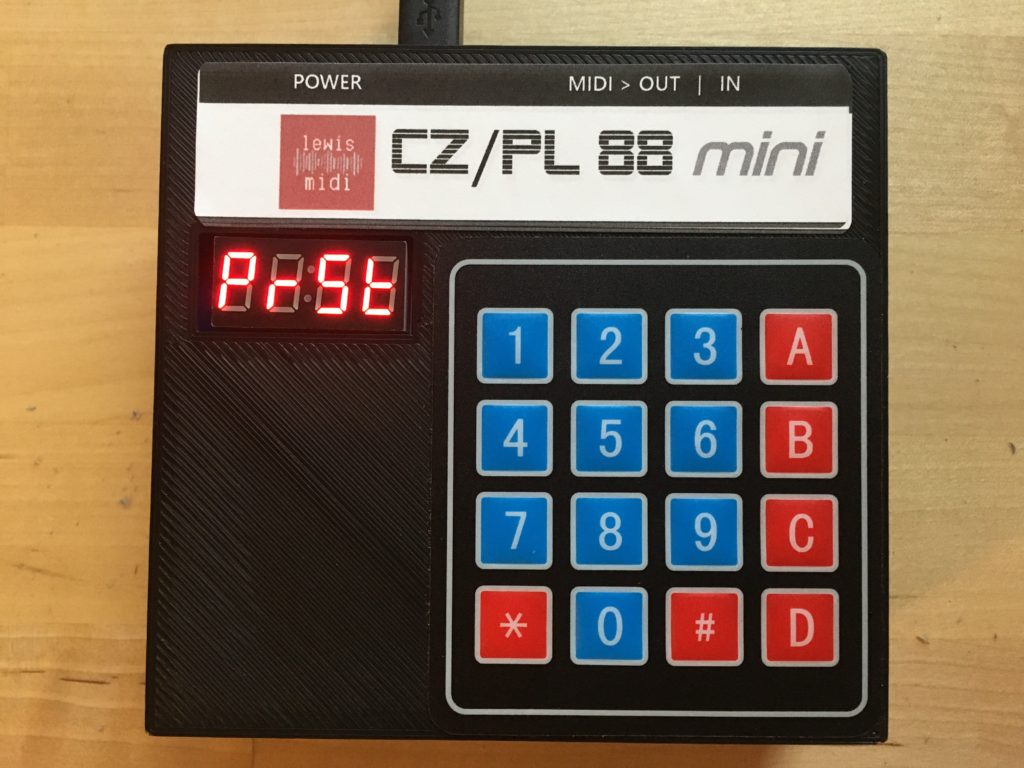 POWER MIDI > OUT | IN
lewis
midi
CZ/PL 88 mini
PrSt
1 2 3 A
4 5 6 B
7 8 9 C
* 0 # D